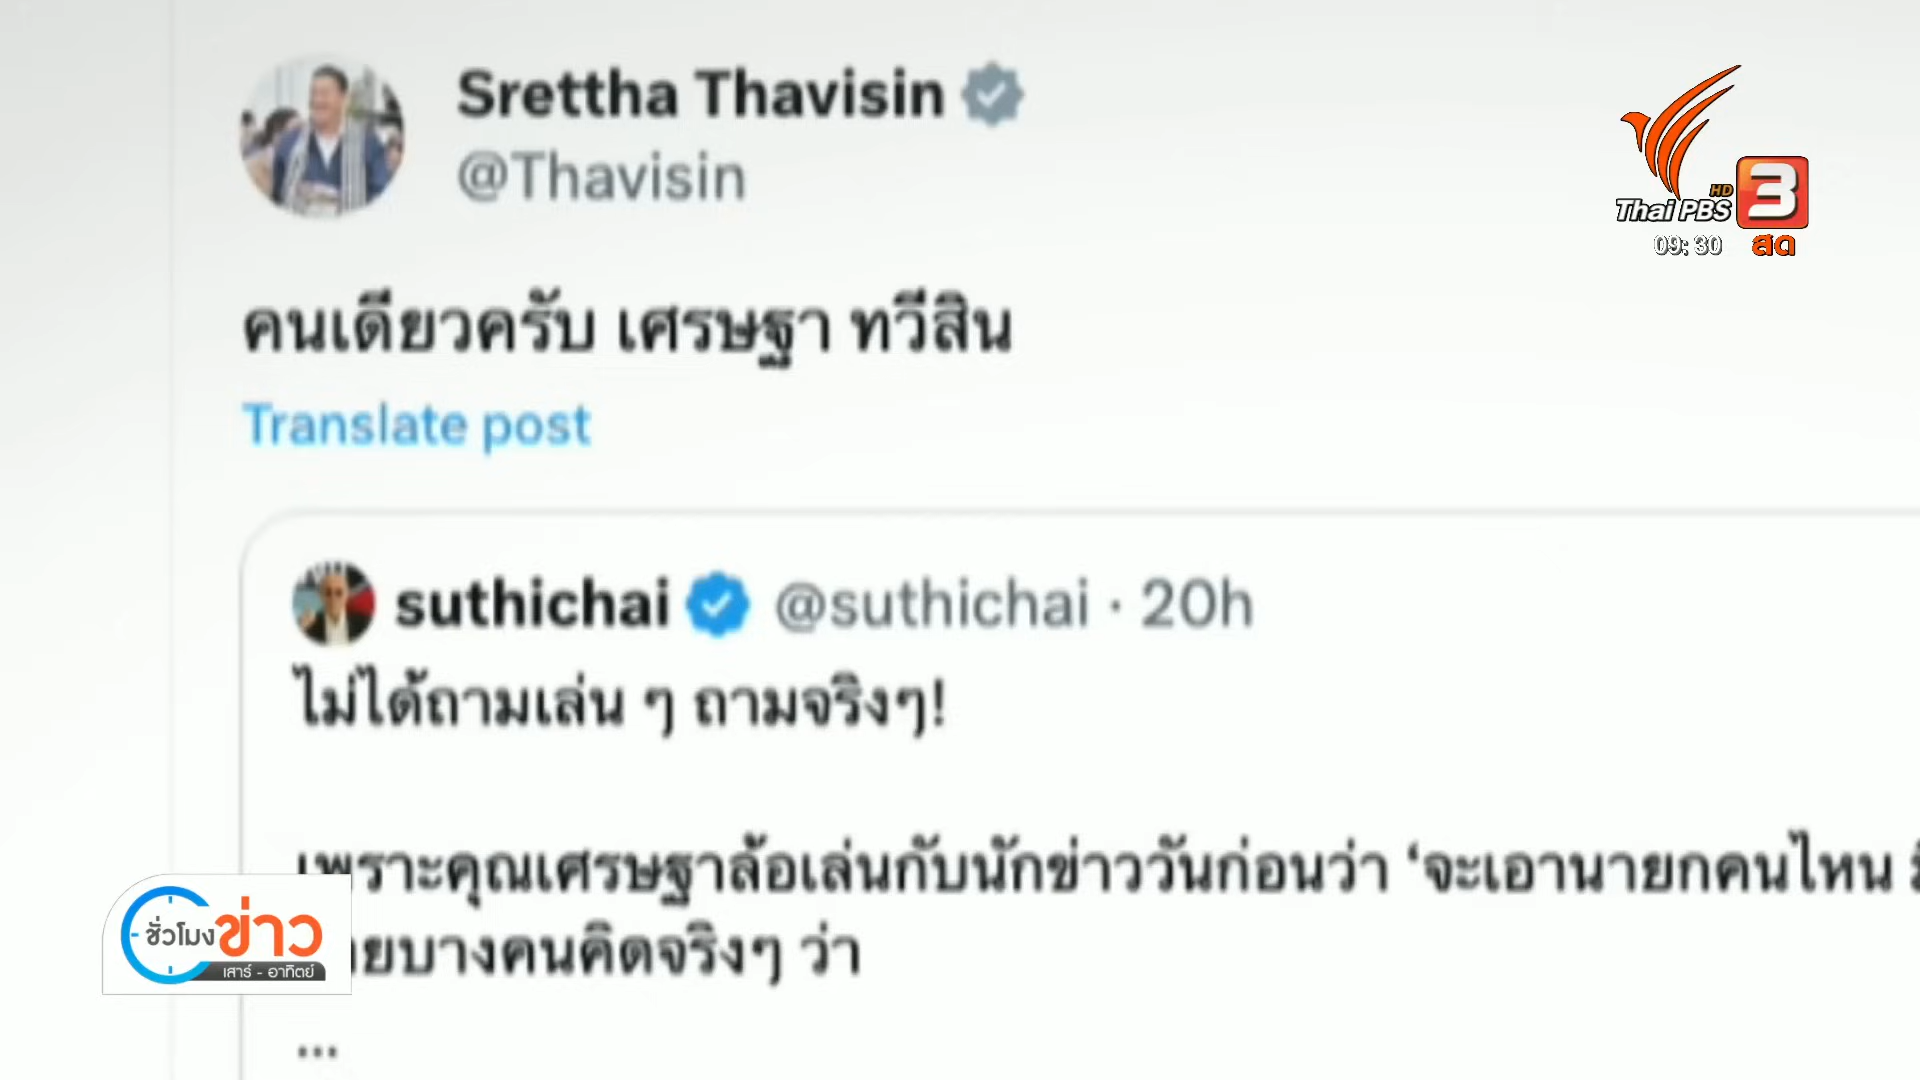 Srettha Thavisin
@Thavisin
Thai PBS HD 3
09:30 สด
คนเดียวครับ เศรษฐา ทวีสิน
Translate post
suthichai @suthichai · 20h
ไม่ได้ถามเล่น ๆ ถามจริงๆ!
เพราะคุณเศรษฐาล้อเล่นกับนักข่าววันก่อนว่า ‘จะเอานายกคนไหน
บางคนคิดจริงๆ ว่า
...
ชั่วโมงข่าว
เสาร์ - อาทิตย์